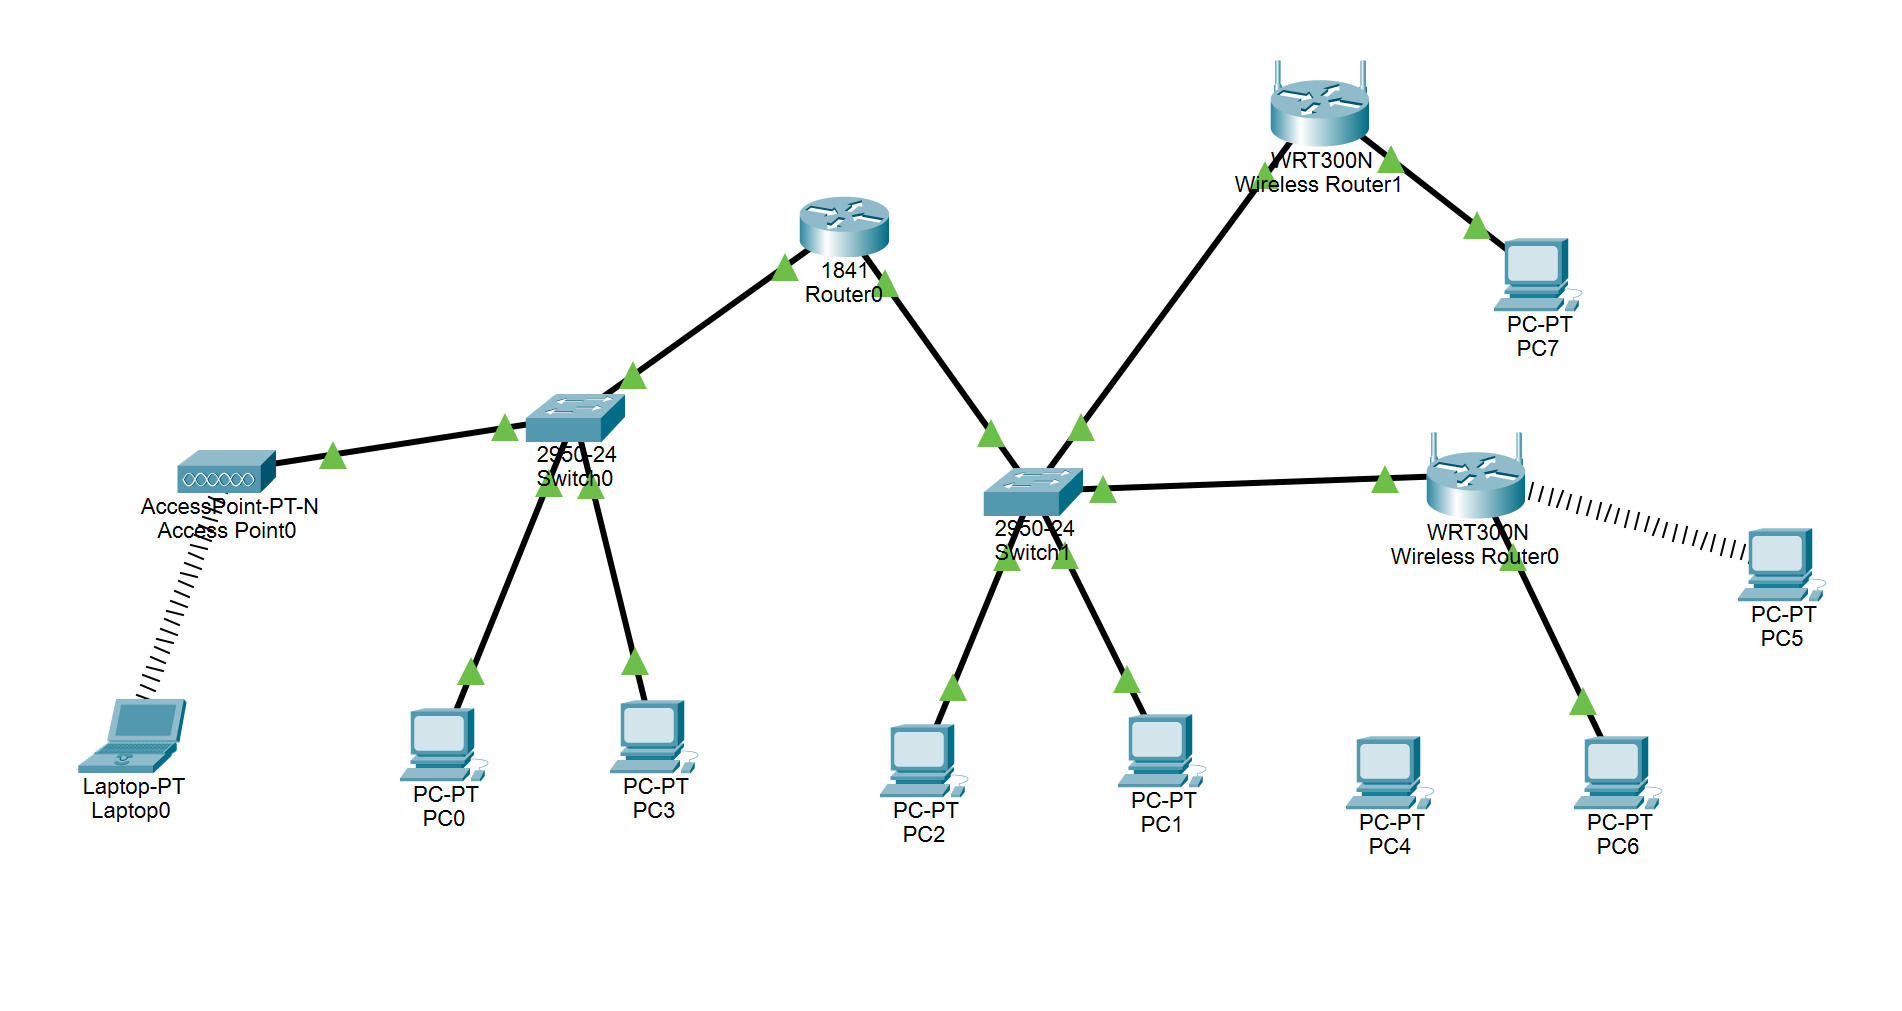 WRT300N
Wireless Router1
1841
Router0
PC-PT
PC7
2950-24
Switch0
AccessPoint-PT-N
Access Point0
2950-24
Switch1
WRT300N
Wireless Router0
PC-PT
PC5
Laptop-PT
Laptop0
PC-PT
PC0
PC-PT
PC3
PC-PT
PC2
PC-PT
PC1
PC-PT
PC4
PC-PT
PC6